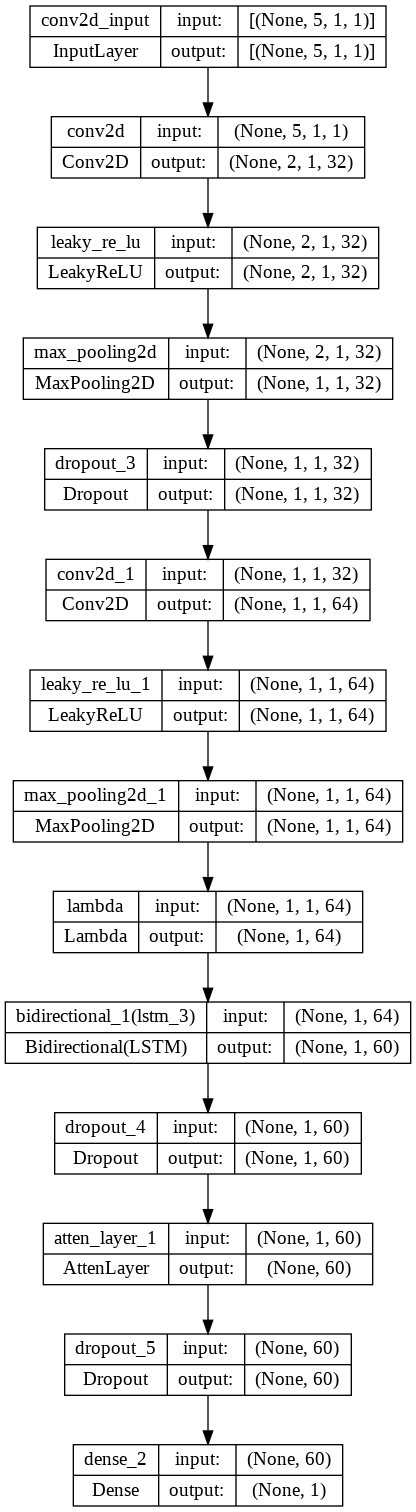 conv2d_input input: [(None, 5, 1, 1)]
InputLayer output: [(None, 5, 1, 1)]
conv2d input: (None, 5, 1, 1)
Conv2D output: (None, 2, 1, 32)
leaky_re_lu input: (None, 2, 1, 32)
LeakyReLU output: (None, 2, 1, 32)
max_pooling2d input: (None, 2, 1, 32)
MaxPooling2D output: (None, 1, 1, 32)
dropout_3 input: (None, 1, 1, 32)
Dropout output: (None, 1, 1, 32)
conv2d_1 input: (None, 1, 1, 32)
Conv2D output: (None, 1, 1, 64)
leaky_re_lu_1 input: (None, 1, 1, 64)
LeakyReLU output: (None, 1, 1, 64)
max_pooling2d_1 input: (None, 1, 1, 64)
MaxPooling2D output: (None, 1, 1, 64)
lambda input: (None, 1, 1, 64)
Lambda output: (None, 1, 64)
bidirectional_1(lstm_3) input: (None, 1, 64)
Bidirectional(LSTM) output: (None, 1, 60)
dropout_4 input: (None, 1, 60)
Dropout output: (None, 1, 60)
atten_layer_1 input: (None, 1, 60)
AttenLayer output: (None, 60)
dropout_5 input: (None, 60)
Dropout output: (None, 60)
dense_2 input: (None, 60)
Dense output: (None, 1)